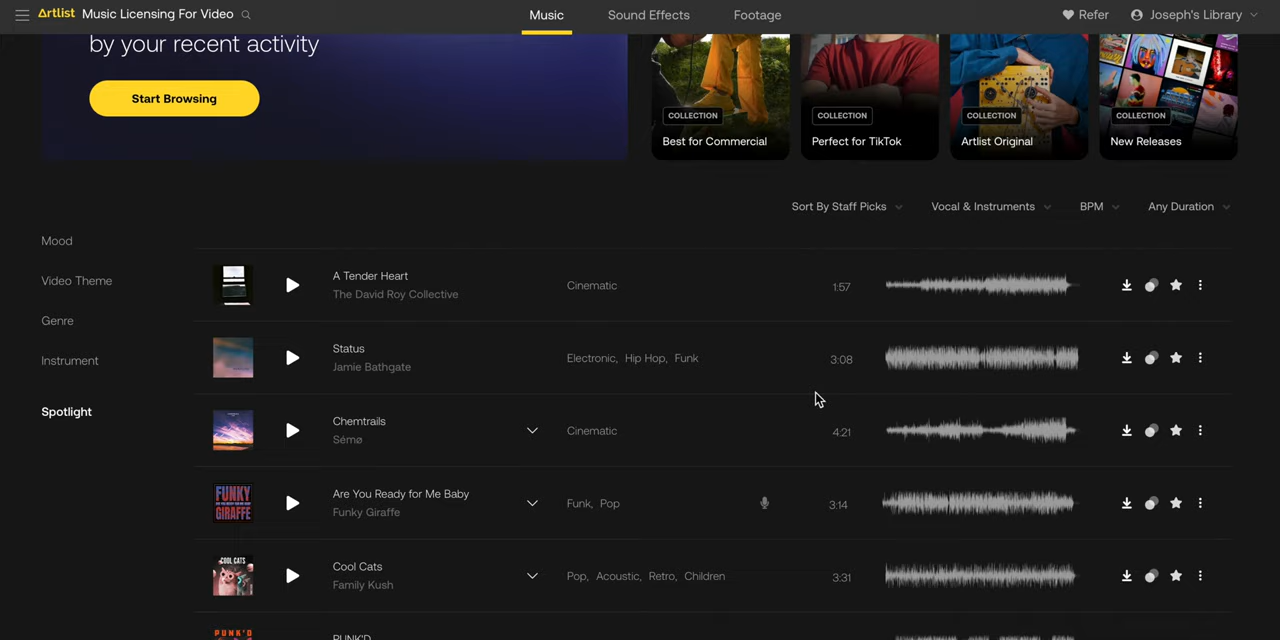 Artlist Music Licensing For Video
Music
Sound Effects
Footage
Refer
Joseph's Library
by your recent activity
Start Browsing
COLLECTION
Best for Commercial
COLLECTION
Perfect for TikTok
COLLECTION
Artlist Original
COLLECTION
New Releases
Sort By Staff Picks
Vocal & Instruments
BPM
Any Duration
Mood
Video Theme
Genre
Instrument
Spotlight
A Tender Heart
The David Roy Collective
Cinematic
1:57
Status
Jamie Bathgate
Electronic, Hip Hop, Funk
3:08
Chemtrails
Sémø
Cinematic
4:21
FUNKY
GIRAFFE
Are You Ready for Me Baby
Funky Giraffe
Funk, Pop
3:14
COOL CATS
Cool Cats
Family Kush
Pop, Acoustic, Retro, Children
3:31
PUNK'D
PUNK'D